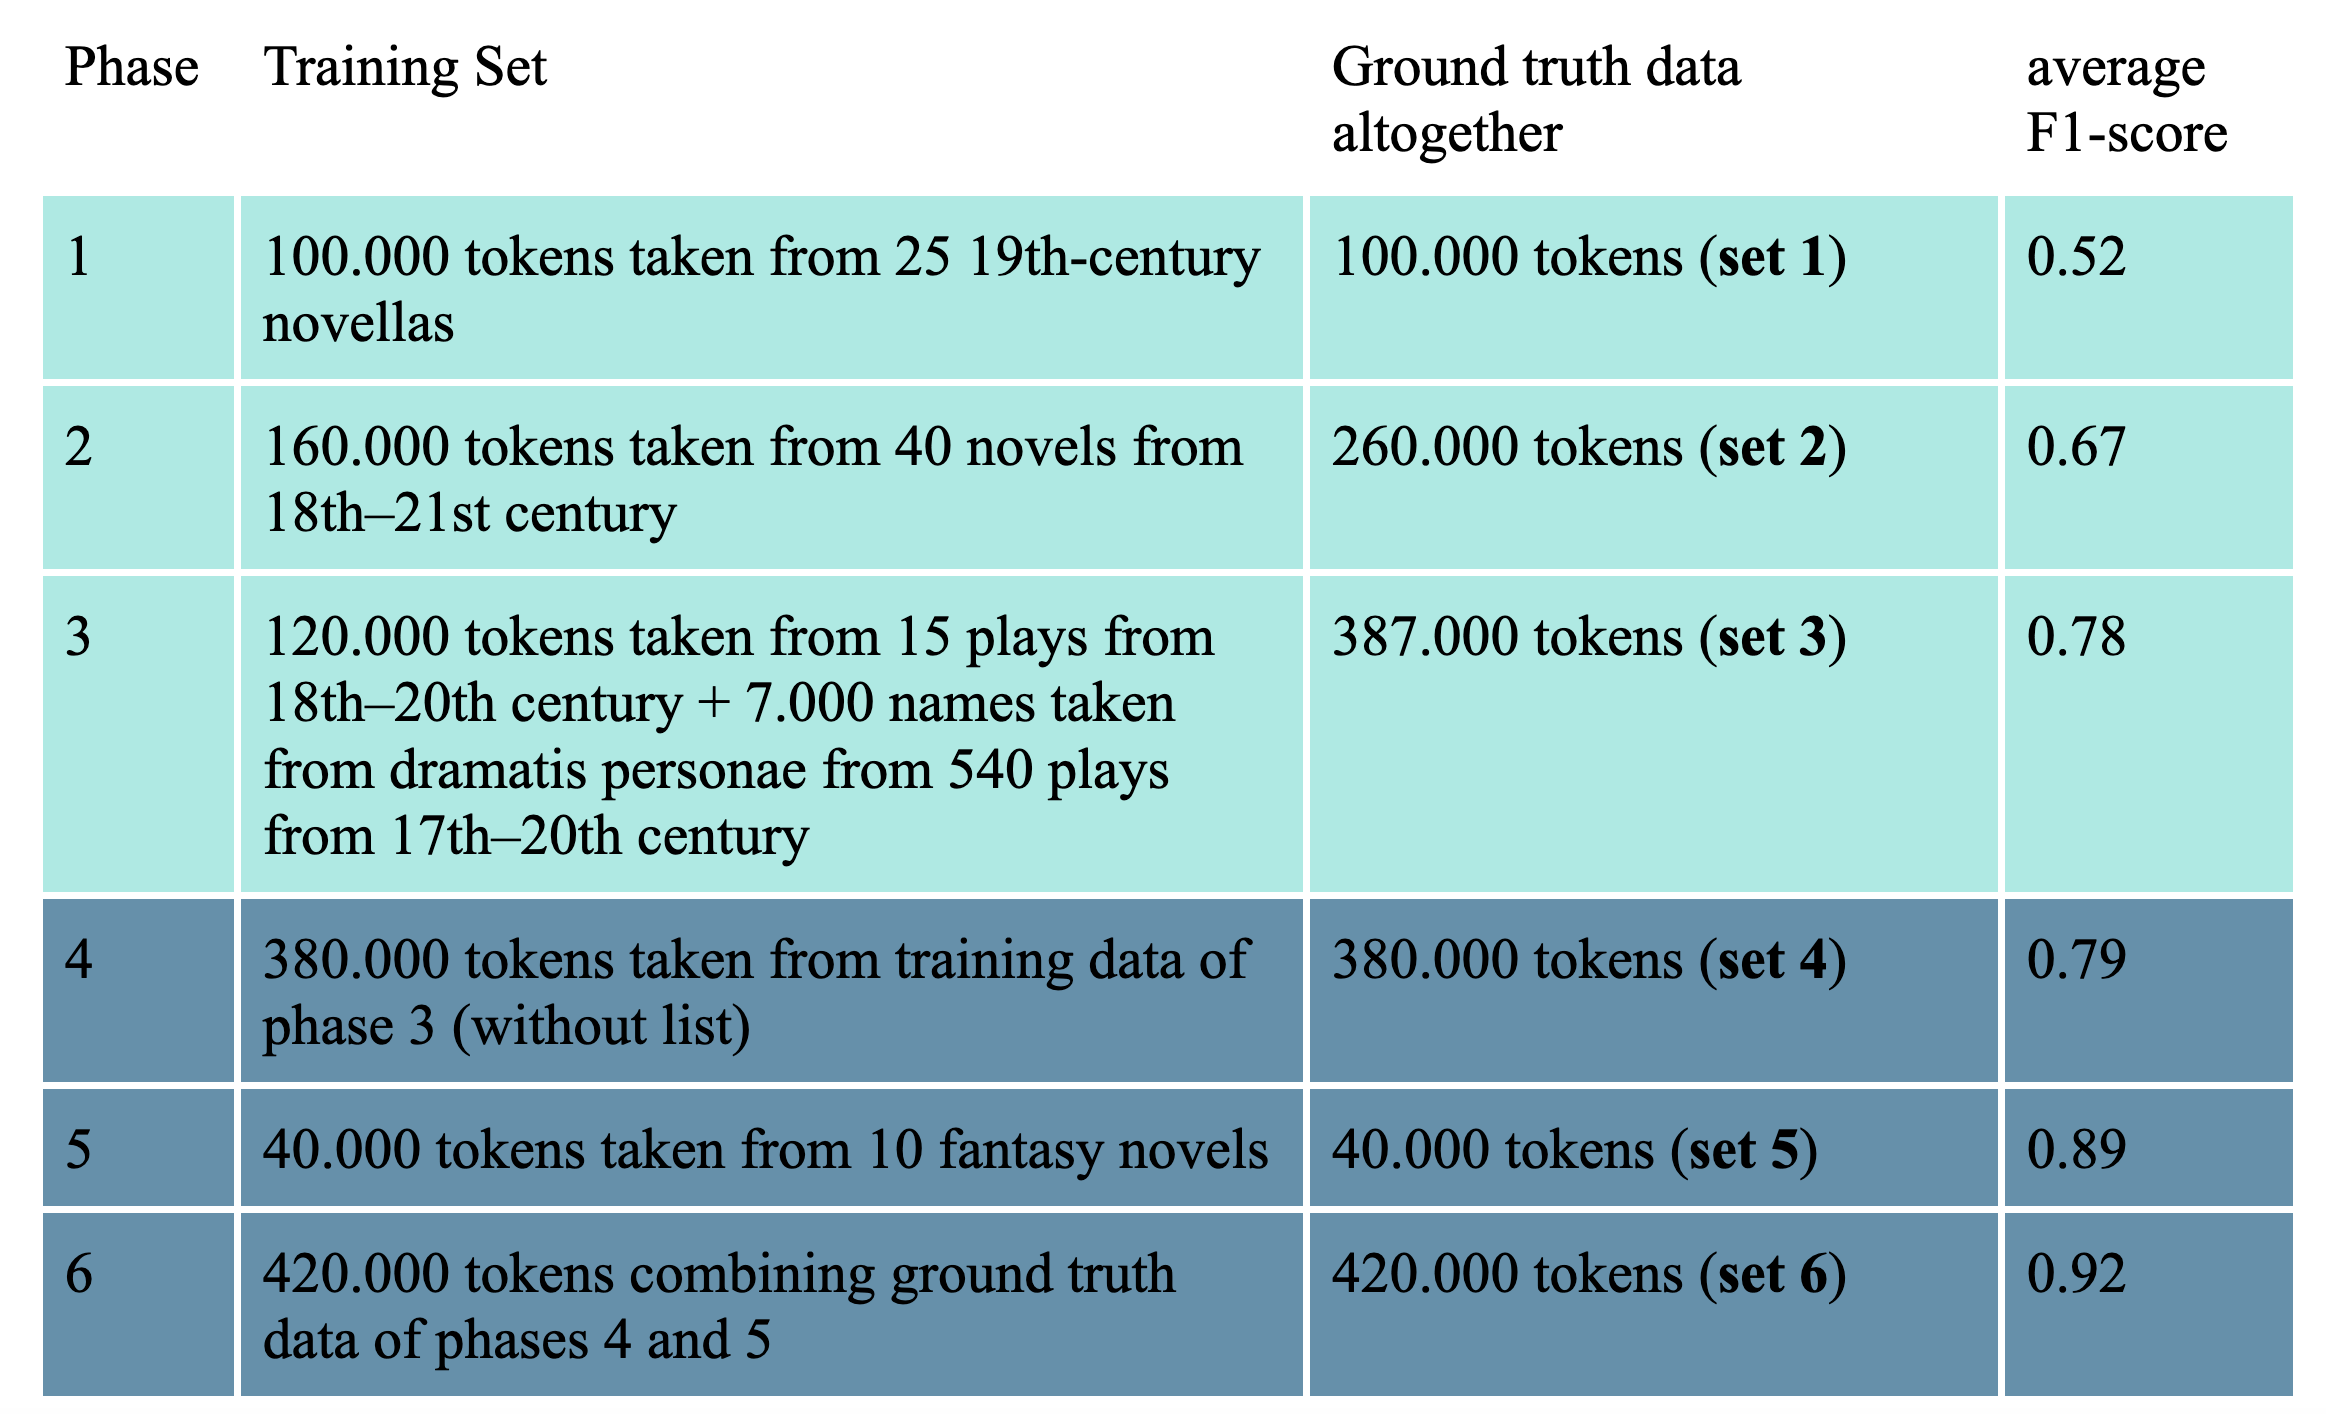 Phase Training Set Ground truth data average
altogether F1-score
1 100.000 tokens taken from 25 19th-century 100.000 tokens (set 1) 0.52
novellas
2 160.000 tokens taken from 40 novels from 260.000 tokens (set 2) 0.67
18th–21st century
3 120.000 tokens taken from 15 plays from 387.000 tokens (set 3) 0.78
18th–20th century + 7.000 names taken
from dramatis personae from 540 plays
from 17th–20th century
4 380.000 tokens taken from training data of 380.000 tokens (set 4) 0.79
phase 3 (without list)
5 40.000 tokens taken from 10 fantasy novels 40.000 tokens (set 5) 0.89
6 420.000 tokens combining ground truth 420.000 tokens (set 6) 0.92
data of phases 4 and 5